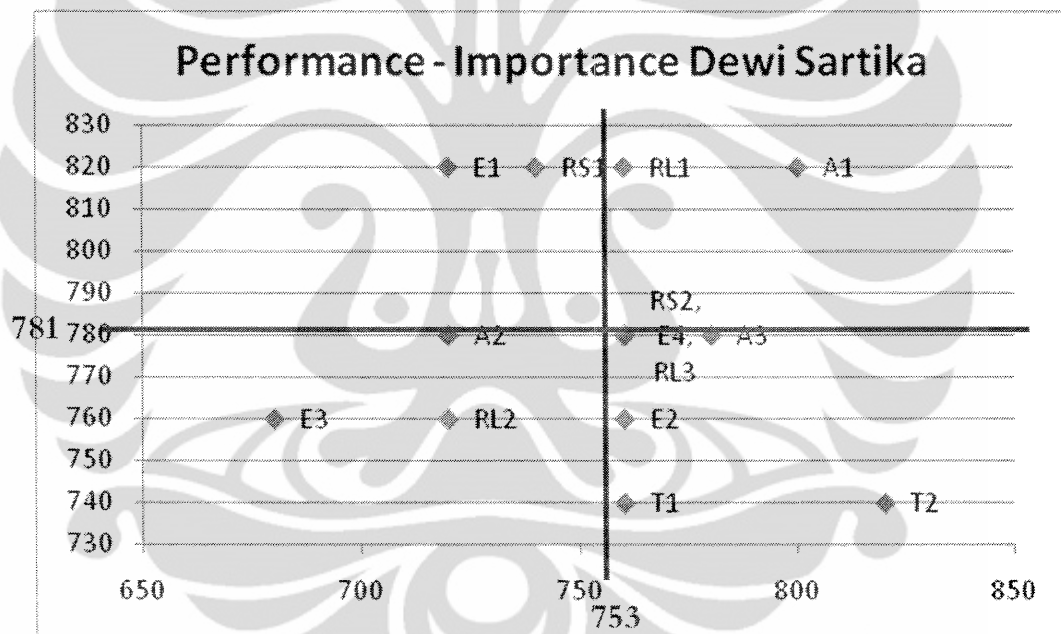 Performance - Importance Dewi Sartika
830
820 E1 RS1 RL1 A1
810
800
790 RS2,
781
780 A2 E4, A3
770 RL3
760 E3 RL2 E2
750
740 T1 T2
730
650 700 750 800 850
753